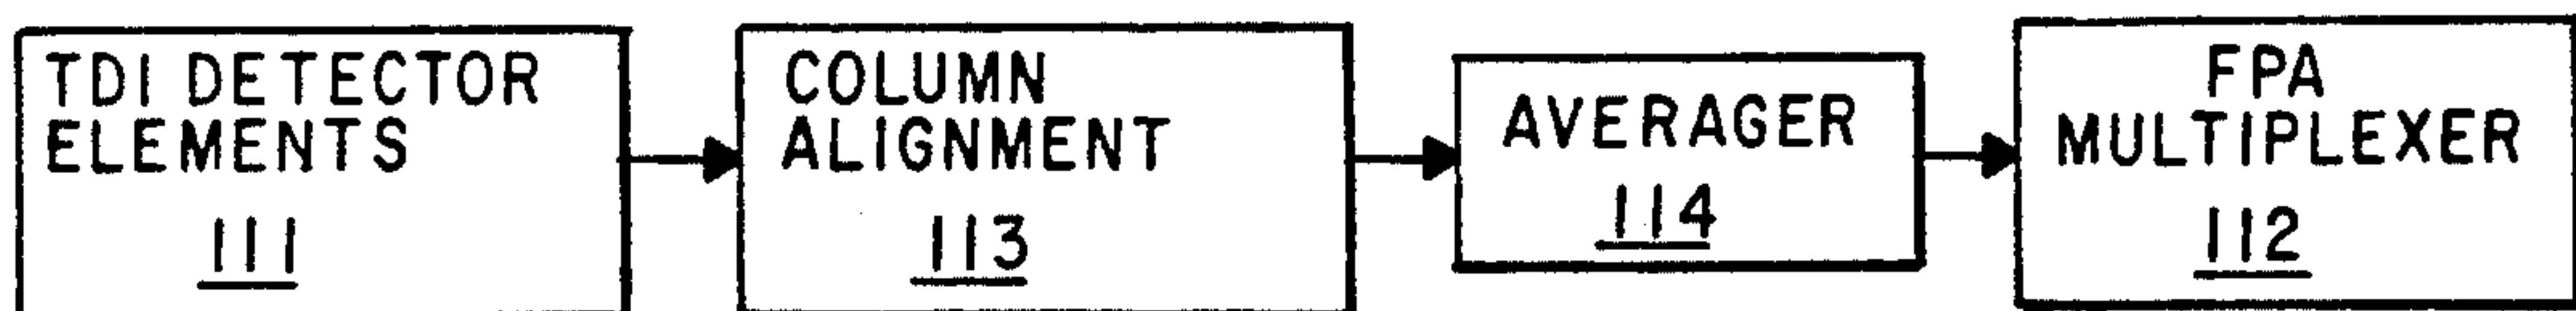 TDI DETECTOR
ELEMENTS
111
COLUMN
ALIGNMENT
113
AVERAGER
114
FPA
MULTIPLEXER
112